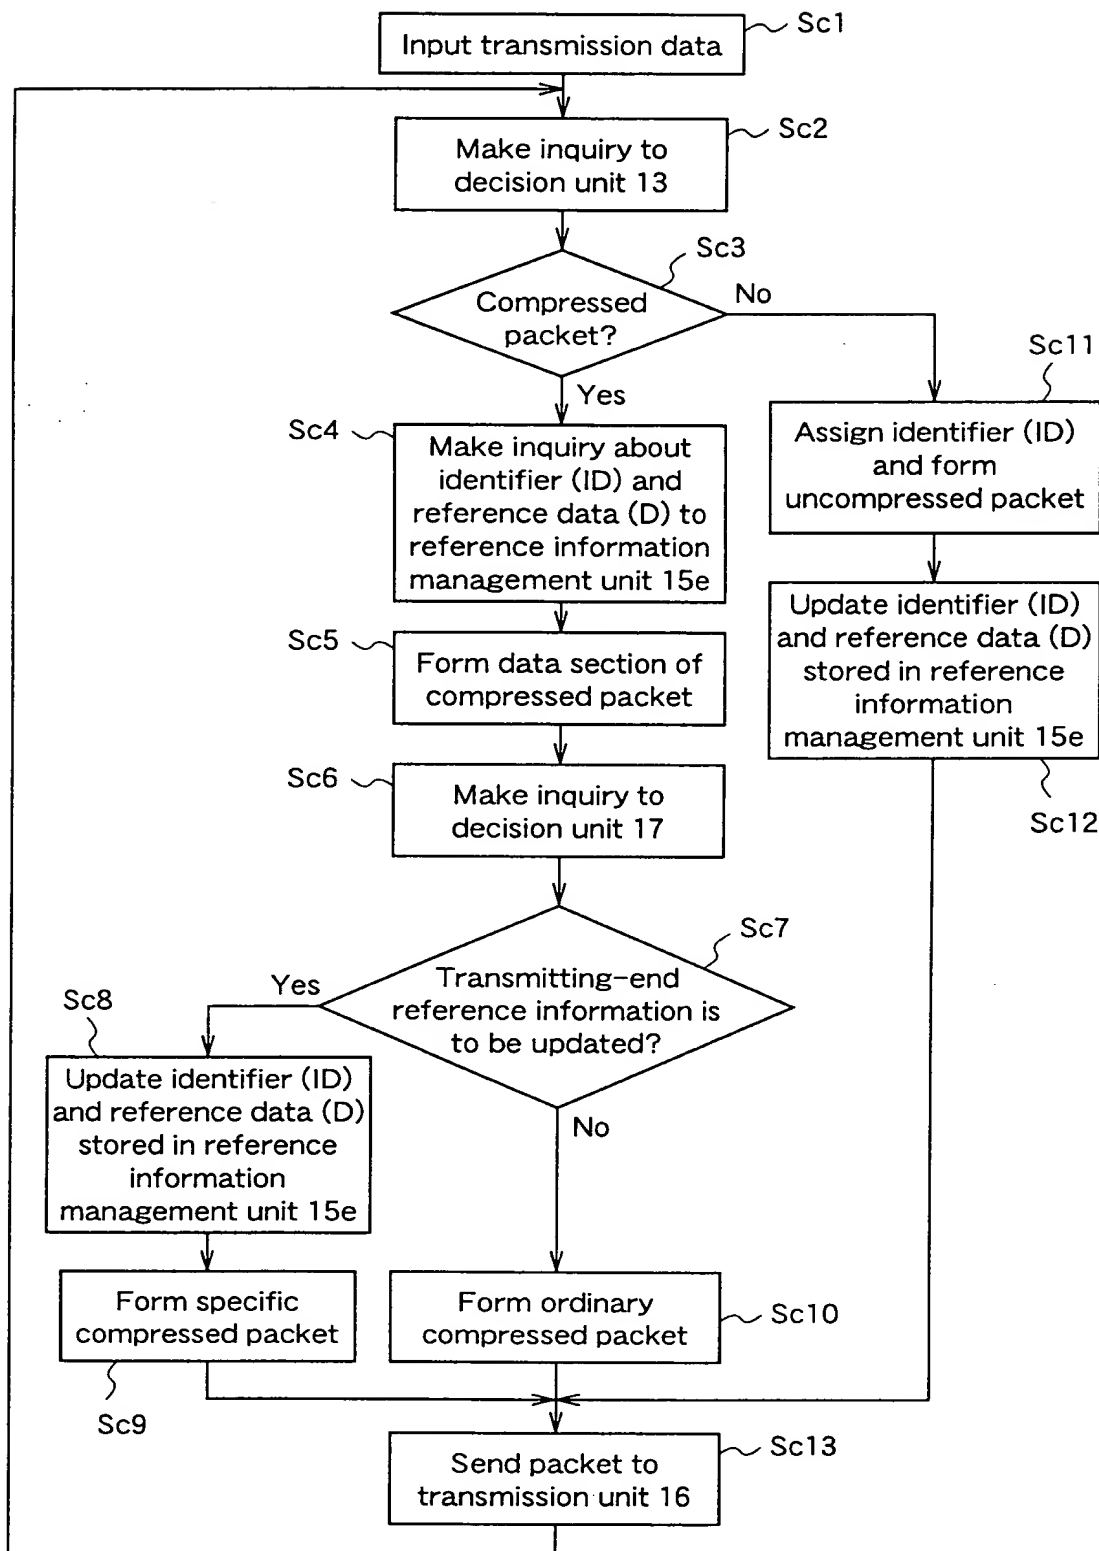 Sc1
Input transmission data
Sc2
Make inquiry to
decision unit 13
Sc3
Compressed
packet?
No
Yes
Sc4
Make inquiry about
identifier (ID) and
reference data (D) to
reference information
management unit 15e
Sc11
Assign identifier (ID)
and form
uncompressed packet
Sc5
Form data section of
compressed packet
Update identifier (ID)
and reference data (D)
stored in reference
information
management unit 15e
Sc12
Sc6
Make inquiry to
decision unit 17
Sc7
Transmitting-end
reference information is
to be updated?
Yes
No
Sc8
Update identifier (ID)
and reference data (D)
stored in reference
information
management unit 15e
Form specific
compressed packet
Sc9
Form ordinary
compressed packet
Sc10
Sc13
Send packet to
transmission unit 16